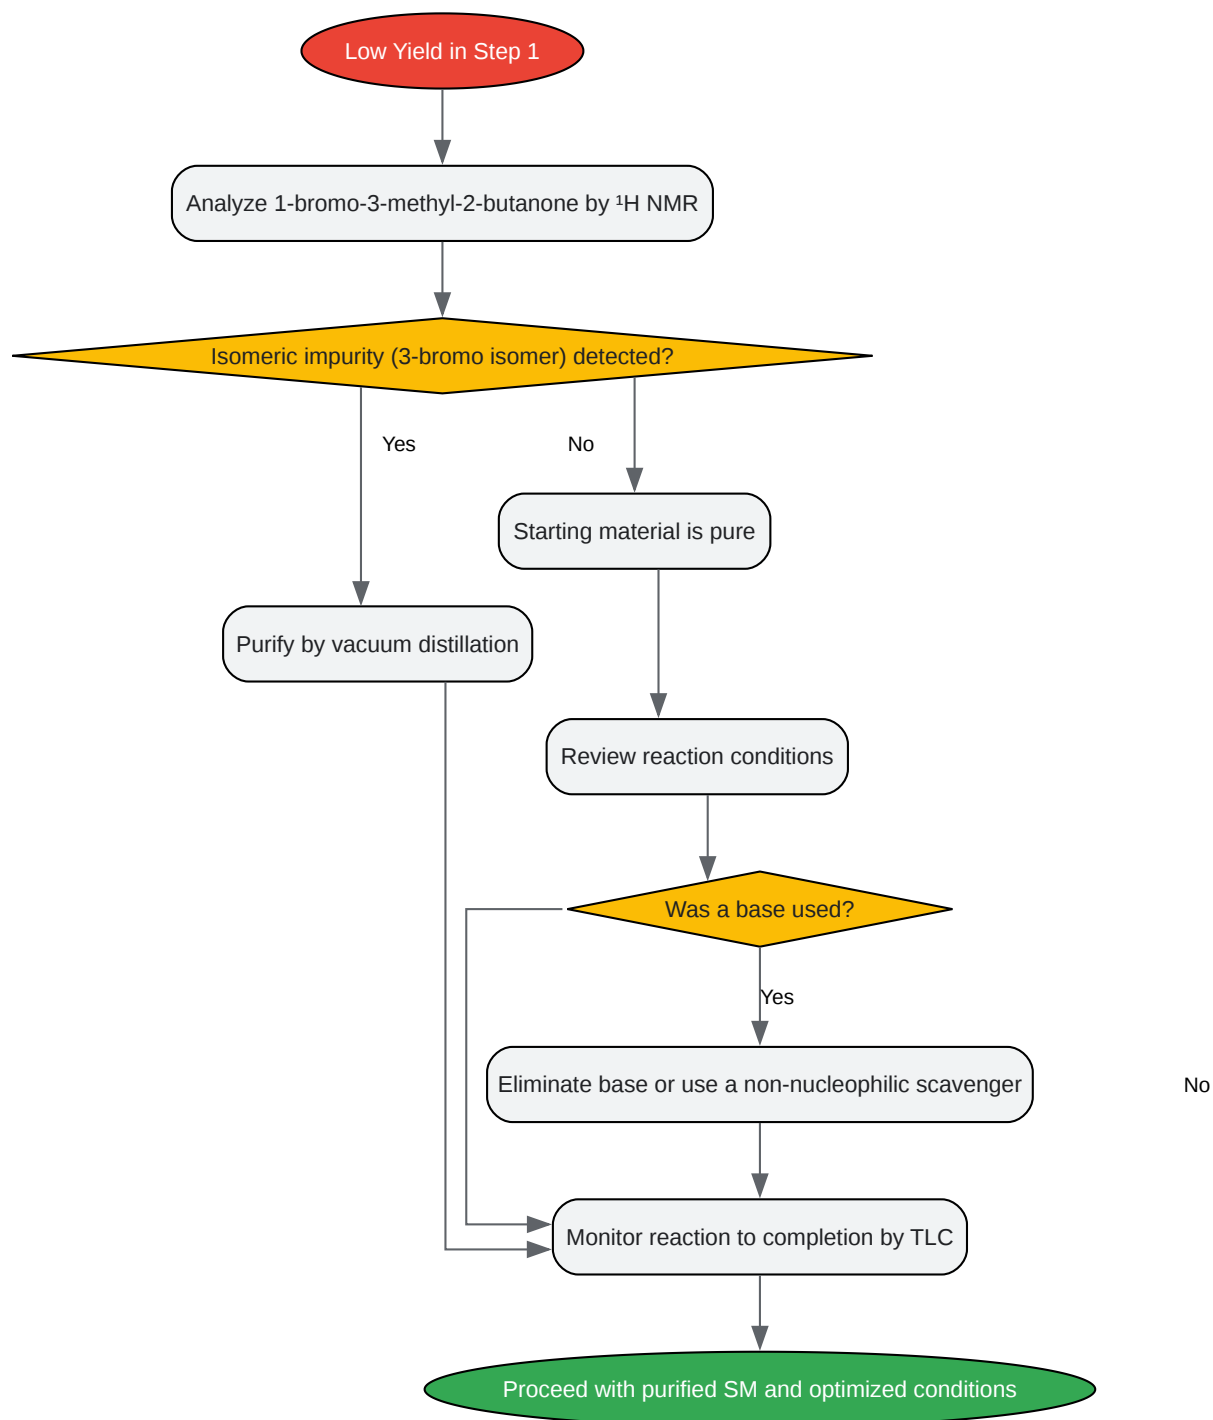 Low Yield in Step 1
Analyze 1-bromo-3-methyl-2-butanone by ¹H NMR
Isomeric impurity (3-bromo isomer) detected?
Yes
No
Starting material is pure
Purify by vacuum distillation
Review reaction conditions
Was a base used?
Yes
Eliminate base or use a non-nucleophilic scavenger
No
Monitor reaction to completion by TLC
Proceed with purified SM and optimized conditions